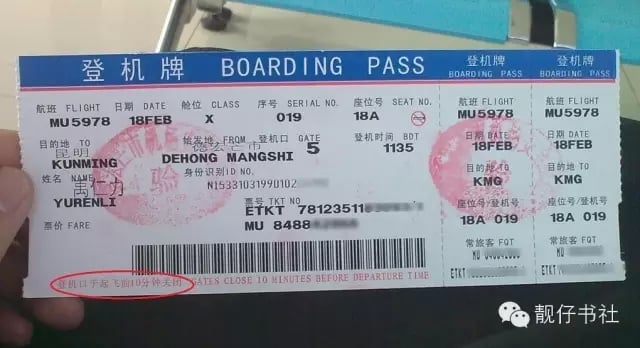 登机牌 BOARDING PASS
登机牌
BOARDING PASS
登机牌
BOARDING PASS
航班 FLIGHT 日期 DATE 舱位 CLASS 序号 SERIAL NO. 座位号 SEAT NO.
MU5978 18FEB X 019 18A
目的地 TO 始发地 FROM 登机口 GATE 登机时间 BDT
昆明 德宏芒市 5 1135
KUNMING DEHONG MANGSHI
姓名 NAME 身份识别 ID NO.
N15331031990102
YURENLI 票号 TKT NO
ETKT 78123511
票价 FARE MU 8488
登机口于起飞前10分钟关闭 GATES CLOSE 10 MINUTES BEFORE DEPARTURE TIME
航班 FLIGHT
MU5978
日期 DATE
18FEB
目的地 TO
KMG
座位号/登机号
18A 019
常旅客 FQT
MU
ETKT
航班 FLIGHT
MU5978
日期 DATE
18FEB
目的地 TO
KMG
座位号/登机号
18A 019
常旅客 FQT
MU
ETKT
验
靓仔书社